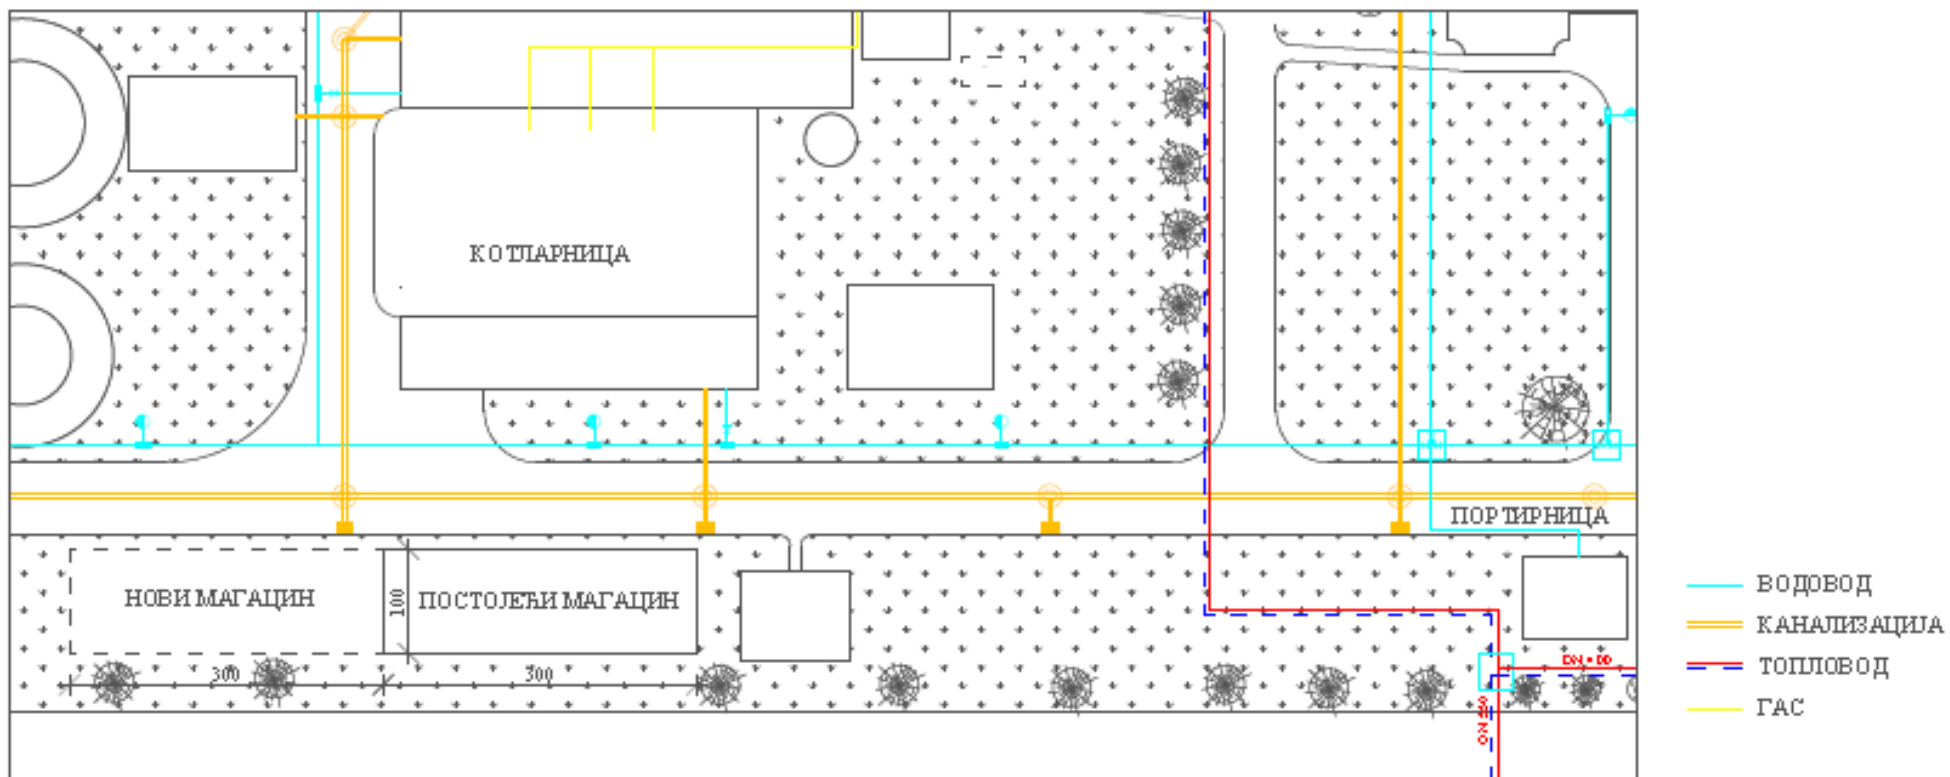 КОТЛАРНИЦА
ПОРТИРНИЦА
НОВИ МАГАЦИН
100
ПОСТОЈЕЋИ МАГАЦИН
300
300
ВОДОВОД
КАНАЛИЗАЦИЈА
ТОПЛОВОД
ГАС